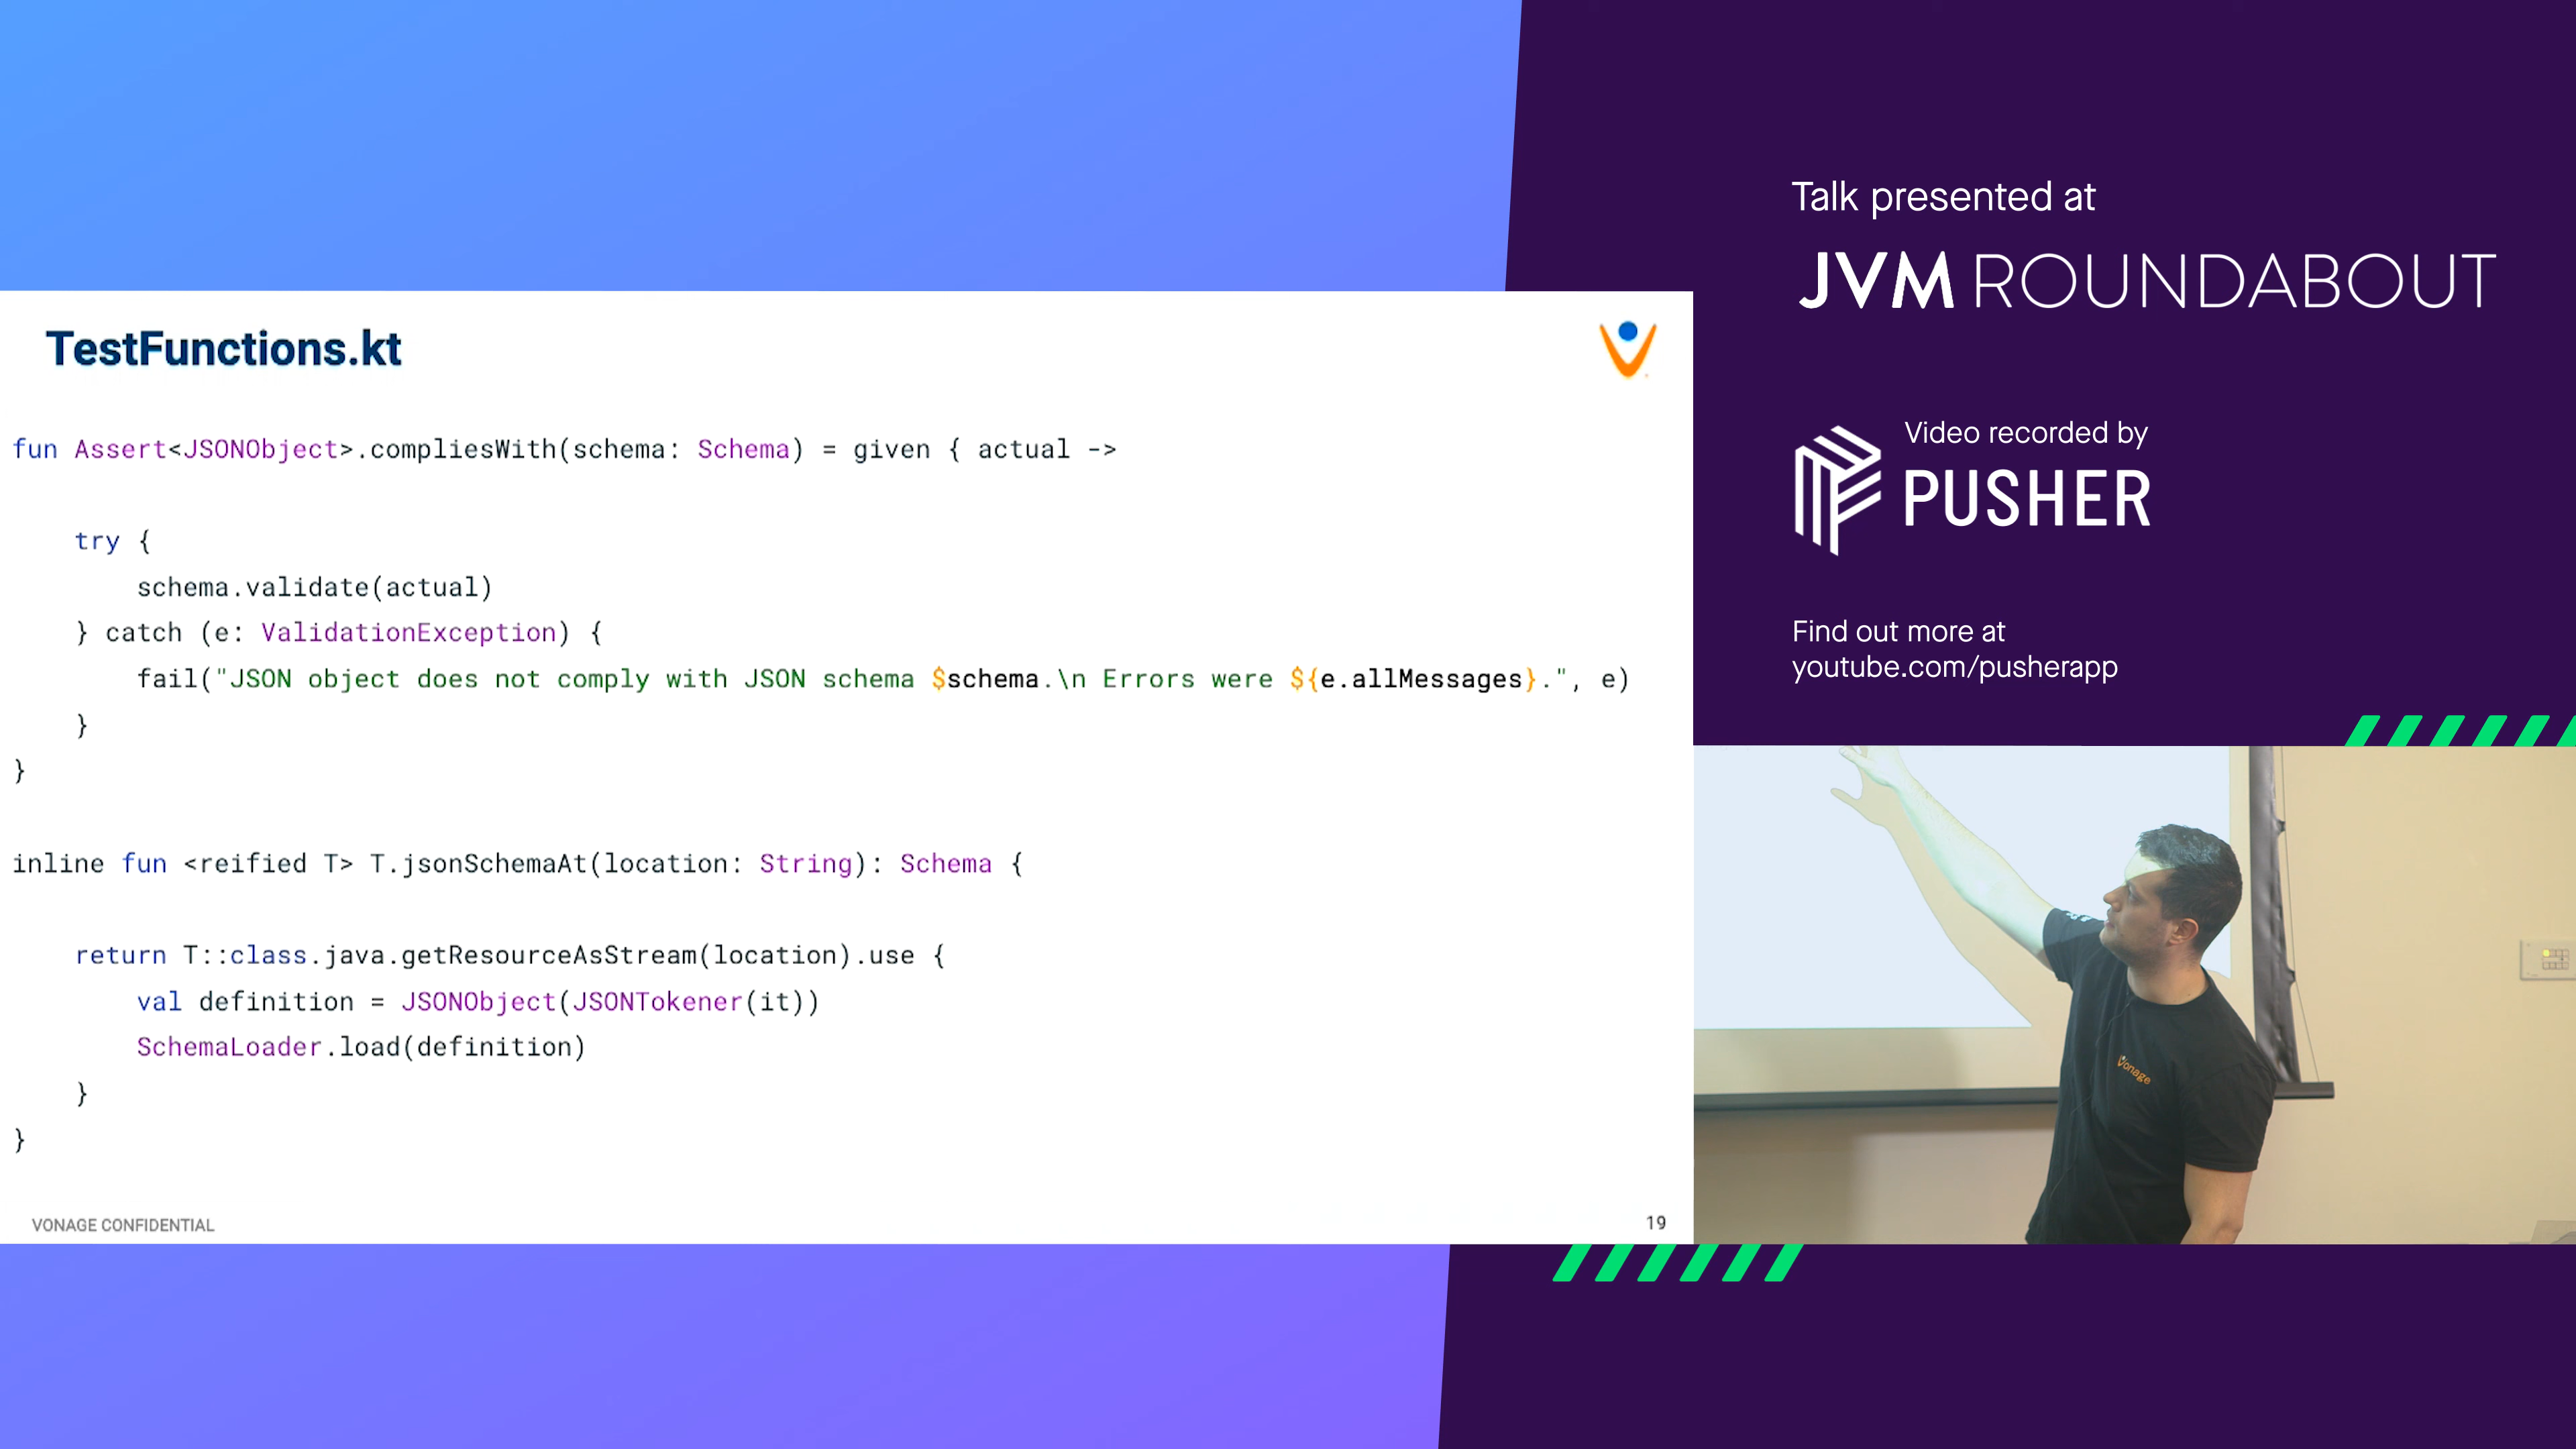 TestFunctions.kt
fun Assert<JSONObject>.compliesWith(schema: Schema) = given { actual ->
try {
schema.validate(actual)
} catch (e: ValidationException) {
fail("JSON object does not comply with JSON schema $schema.\n Errors were ${e.allMessages}.", e)
}
}
inline fun <reified T> T.jsonSchemaAt(location: String): Schema {
return T::class.java.getResourceAsStream(location).use {
val definition = JSONObject(JSONTokener(it))
SchemaLoader.load(definition)
}
}
VONAGE CONFIDENTIAL
19
Talk presented at
JVM ROUNDABOUT
Video recorded by
PUSHER
Find out more at
youtube.com/pusherapp
Vonage